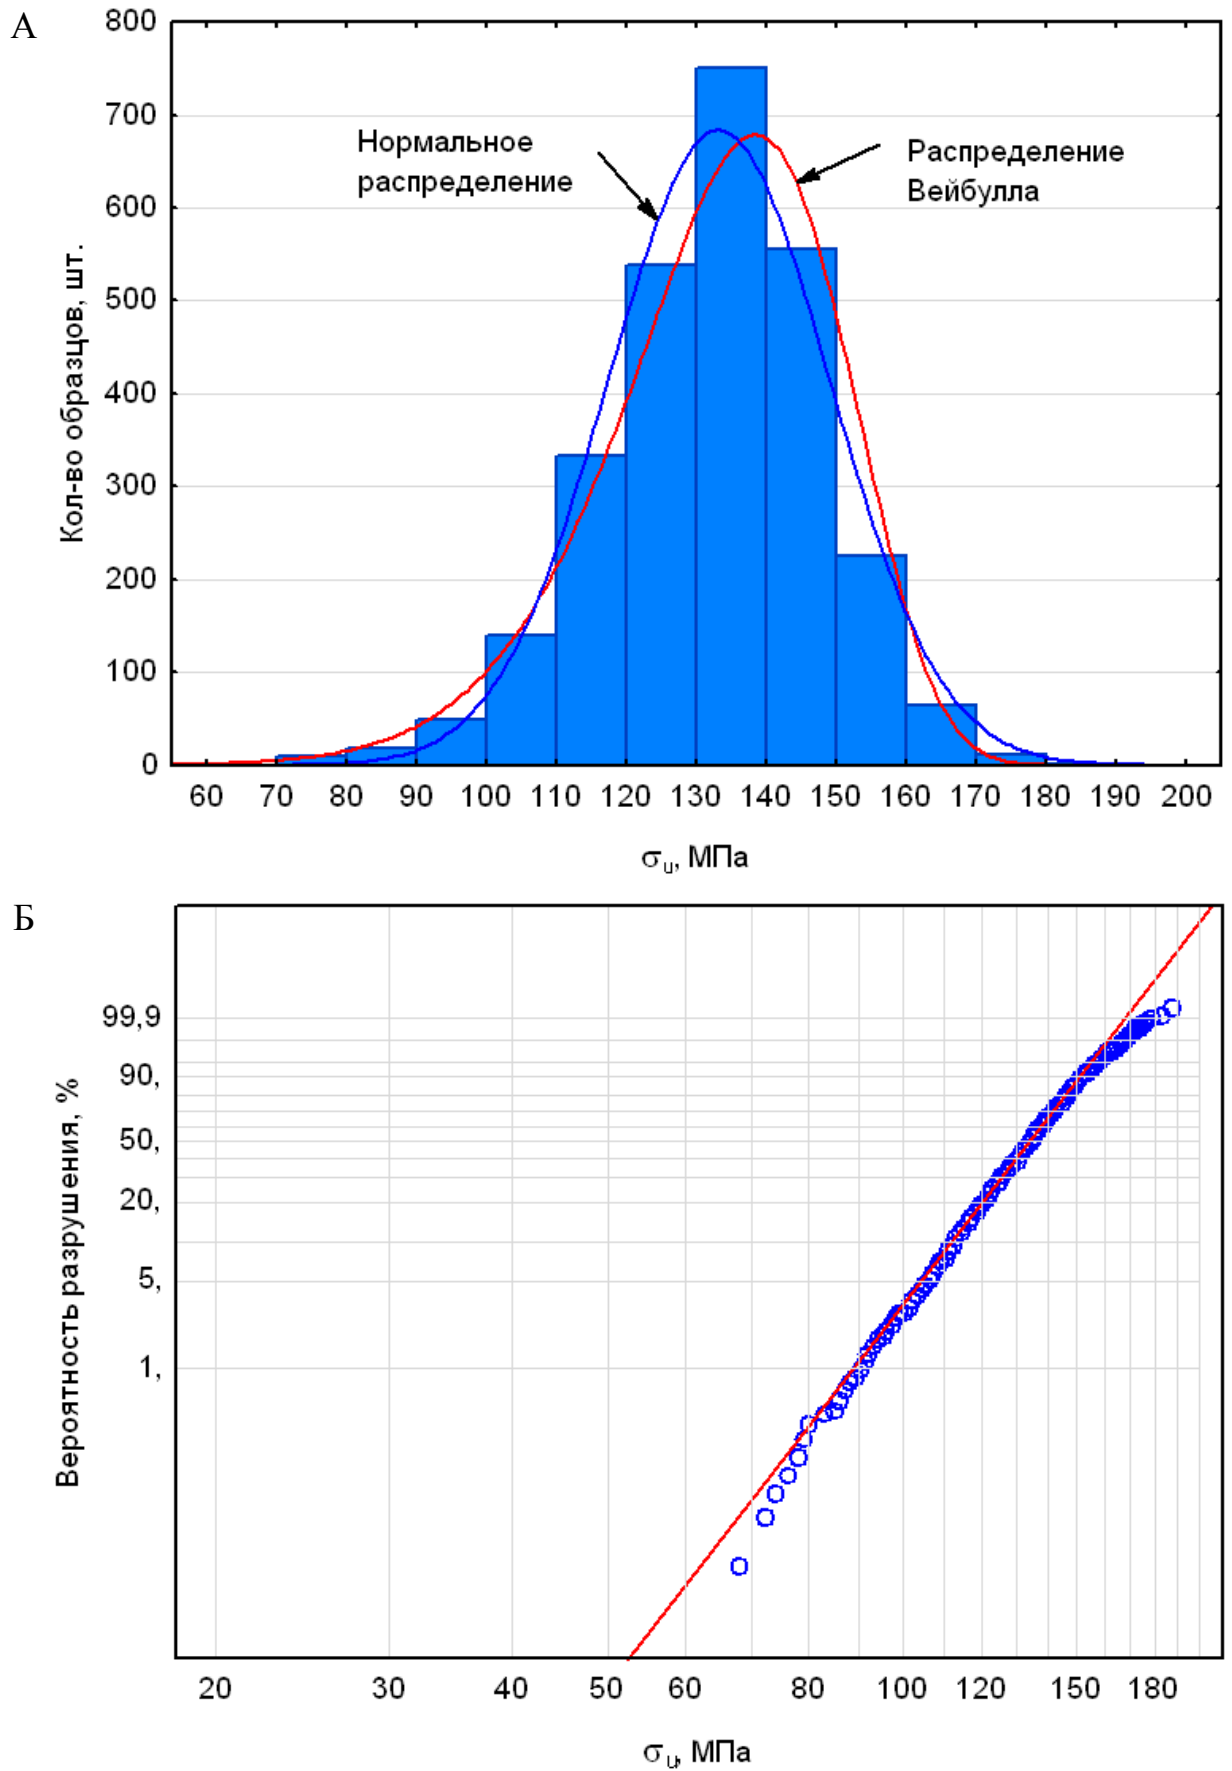 А
800
700
600
500
400
300
200
100
0
Кол-во образцов, шт.
Нормальное
распределение
Распределение
Вейбулла
60 70 80 90 100 110 120 130 140 150 160 170 180 190 200
σu, МПа
Б
99,9
90,
50,
20,
5,
1,
Вероятность разрушения, %
20 30 40 50 60 80 100 120 150 180
σu, МПа